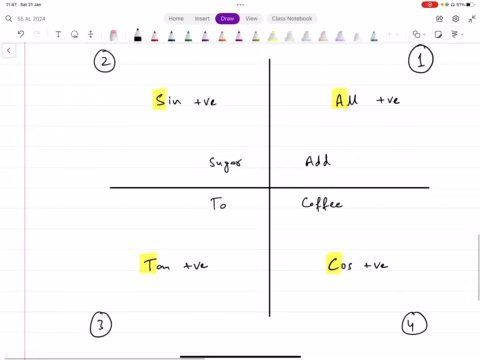 11:47 Sat 21 Jan
SS AL 2024
Home Insert Draw View Class Notebook
2 1
Sin +ve All +ve
Sugar Add
To Coffee
Tan +ve Cos +ve
3 4